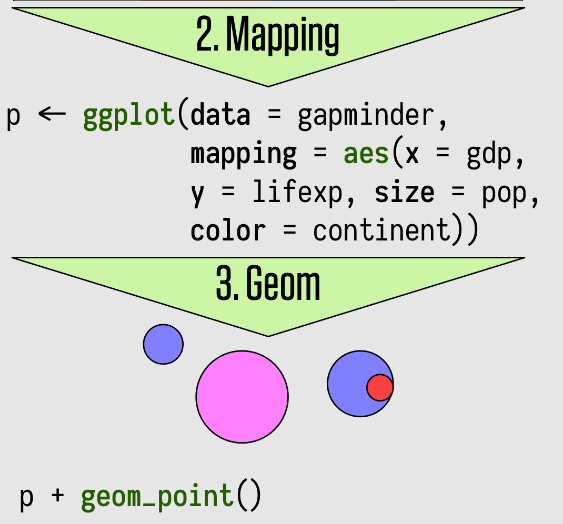 2. Mapping
p ← ggplot(data = gapminder,
mapping = aes(x = gdp,
y = lifexp, size = pop,
color = continent))
3. Geom
p + geom_point()